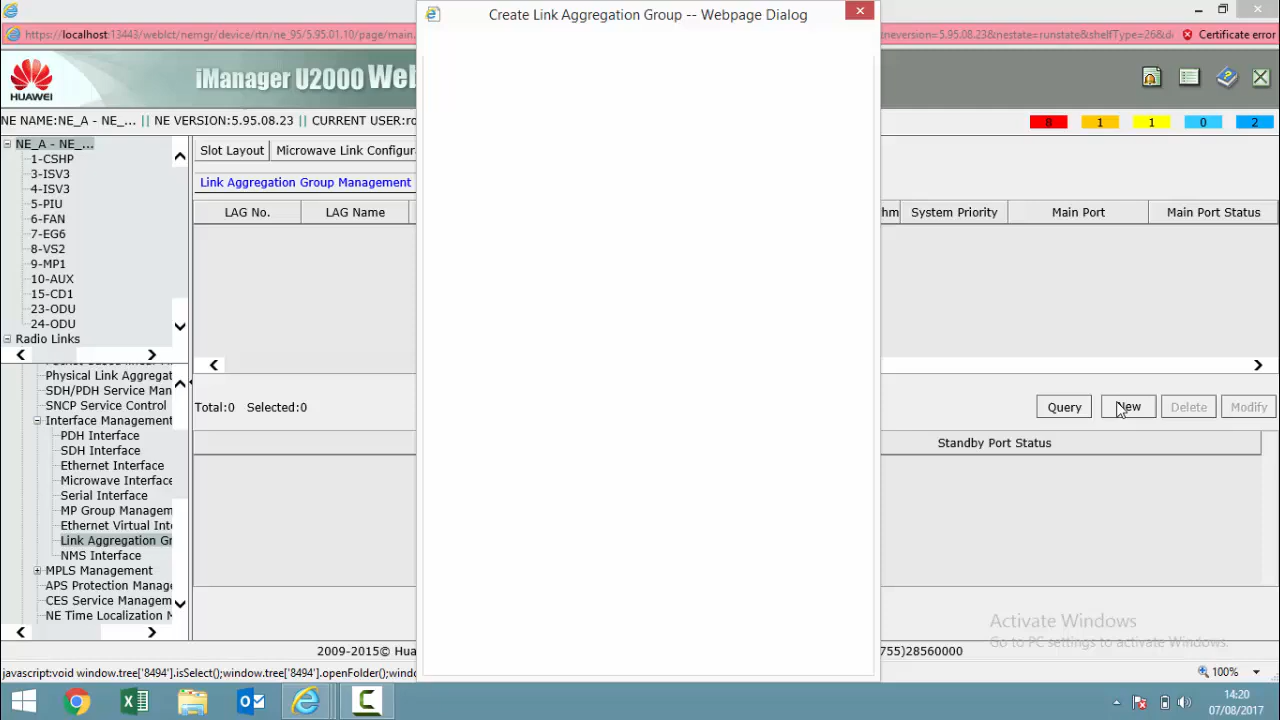 Create Link Aggregation Group -- Webpage Dialog
https://localhost:13443/weblct/nemgr/device/rtn/ne_95/5.95.01.10/page/main.
neversion=5.95.08.23&nestate=runstate&shelfType=26&d
Certificate error
HUAWEI
iManager U2000 Web
NE NAME:NE_A - NE_... || NE VERSION:5.95.08.23 || CURRENT USER:ro
8 1 1 0 2
NE_A - NE_...
1-CSHP
3-ISV3
4-ISV3
5-PIU
6-FAN
7-EG6
8-VS2
9-MP1
10-AUX
15-CD1
23-ODU
24-ODU
Radio Links
Physical Link Aggregat
SDH/PDH Service Man
SNCP Service Control
Interface Management
PDH Interface
SDH Interface
Ethernet Interface
Microwave Interface
Serial Interface
MP Group Managem
Ethernet Virtual Inte
Link Aggregation Gr
NMS Interface
MPLS Management
APS Protection Manage
CES Service Managem
NE Time Localization M
Slot Layout Microwave Link Configura
Link Aggregation Group Management
LAG No. LAG Name hm System Priority Main Port Main Port Status
Total:0 Selected:0
Query New Delete Modify
Standby Port Status
Activate Windows
Go to PC settings to activate Windows.
2009-2015© Hua
755)28560000
javascript:void window.tree['8494'].isSelect();window.tree['8494'].openFolder();windo
100%
14:20
07/08/2017